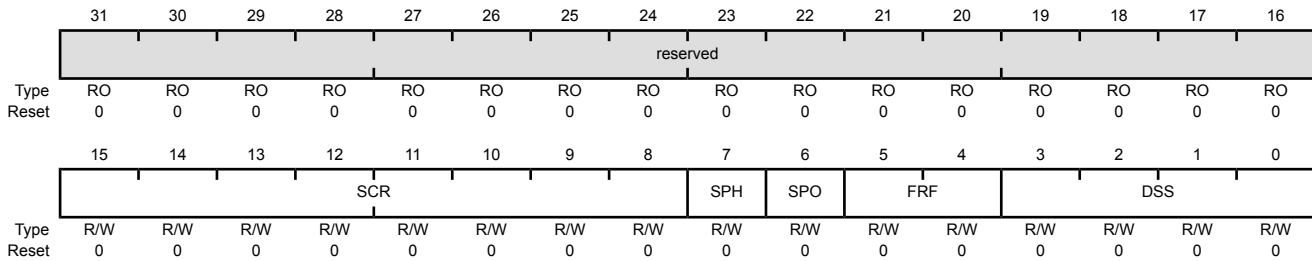 31 30 29 28 27 26 25 24 23 22 21 20 19 18 17 16
reserved
Type RO RO RO RO RO RO RO RO RO RO RO RO RO RO RO RO
Reset 0 0 0 0 0 0 0 0 0 0 0 0 0 0 0 0
15 14 13 12 11 10 9 8 7 6 5 4 3 2 1 0
SCR SPH SPO FRF DSS
Type R/W R/W R/W R/W R/W R/W R/W R/W R/W R/W R/W R/W R/W R/W R/W R/W
Reset 0 0 0 0 0 0 0 0 0 0 0 0 0 0 0 0